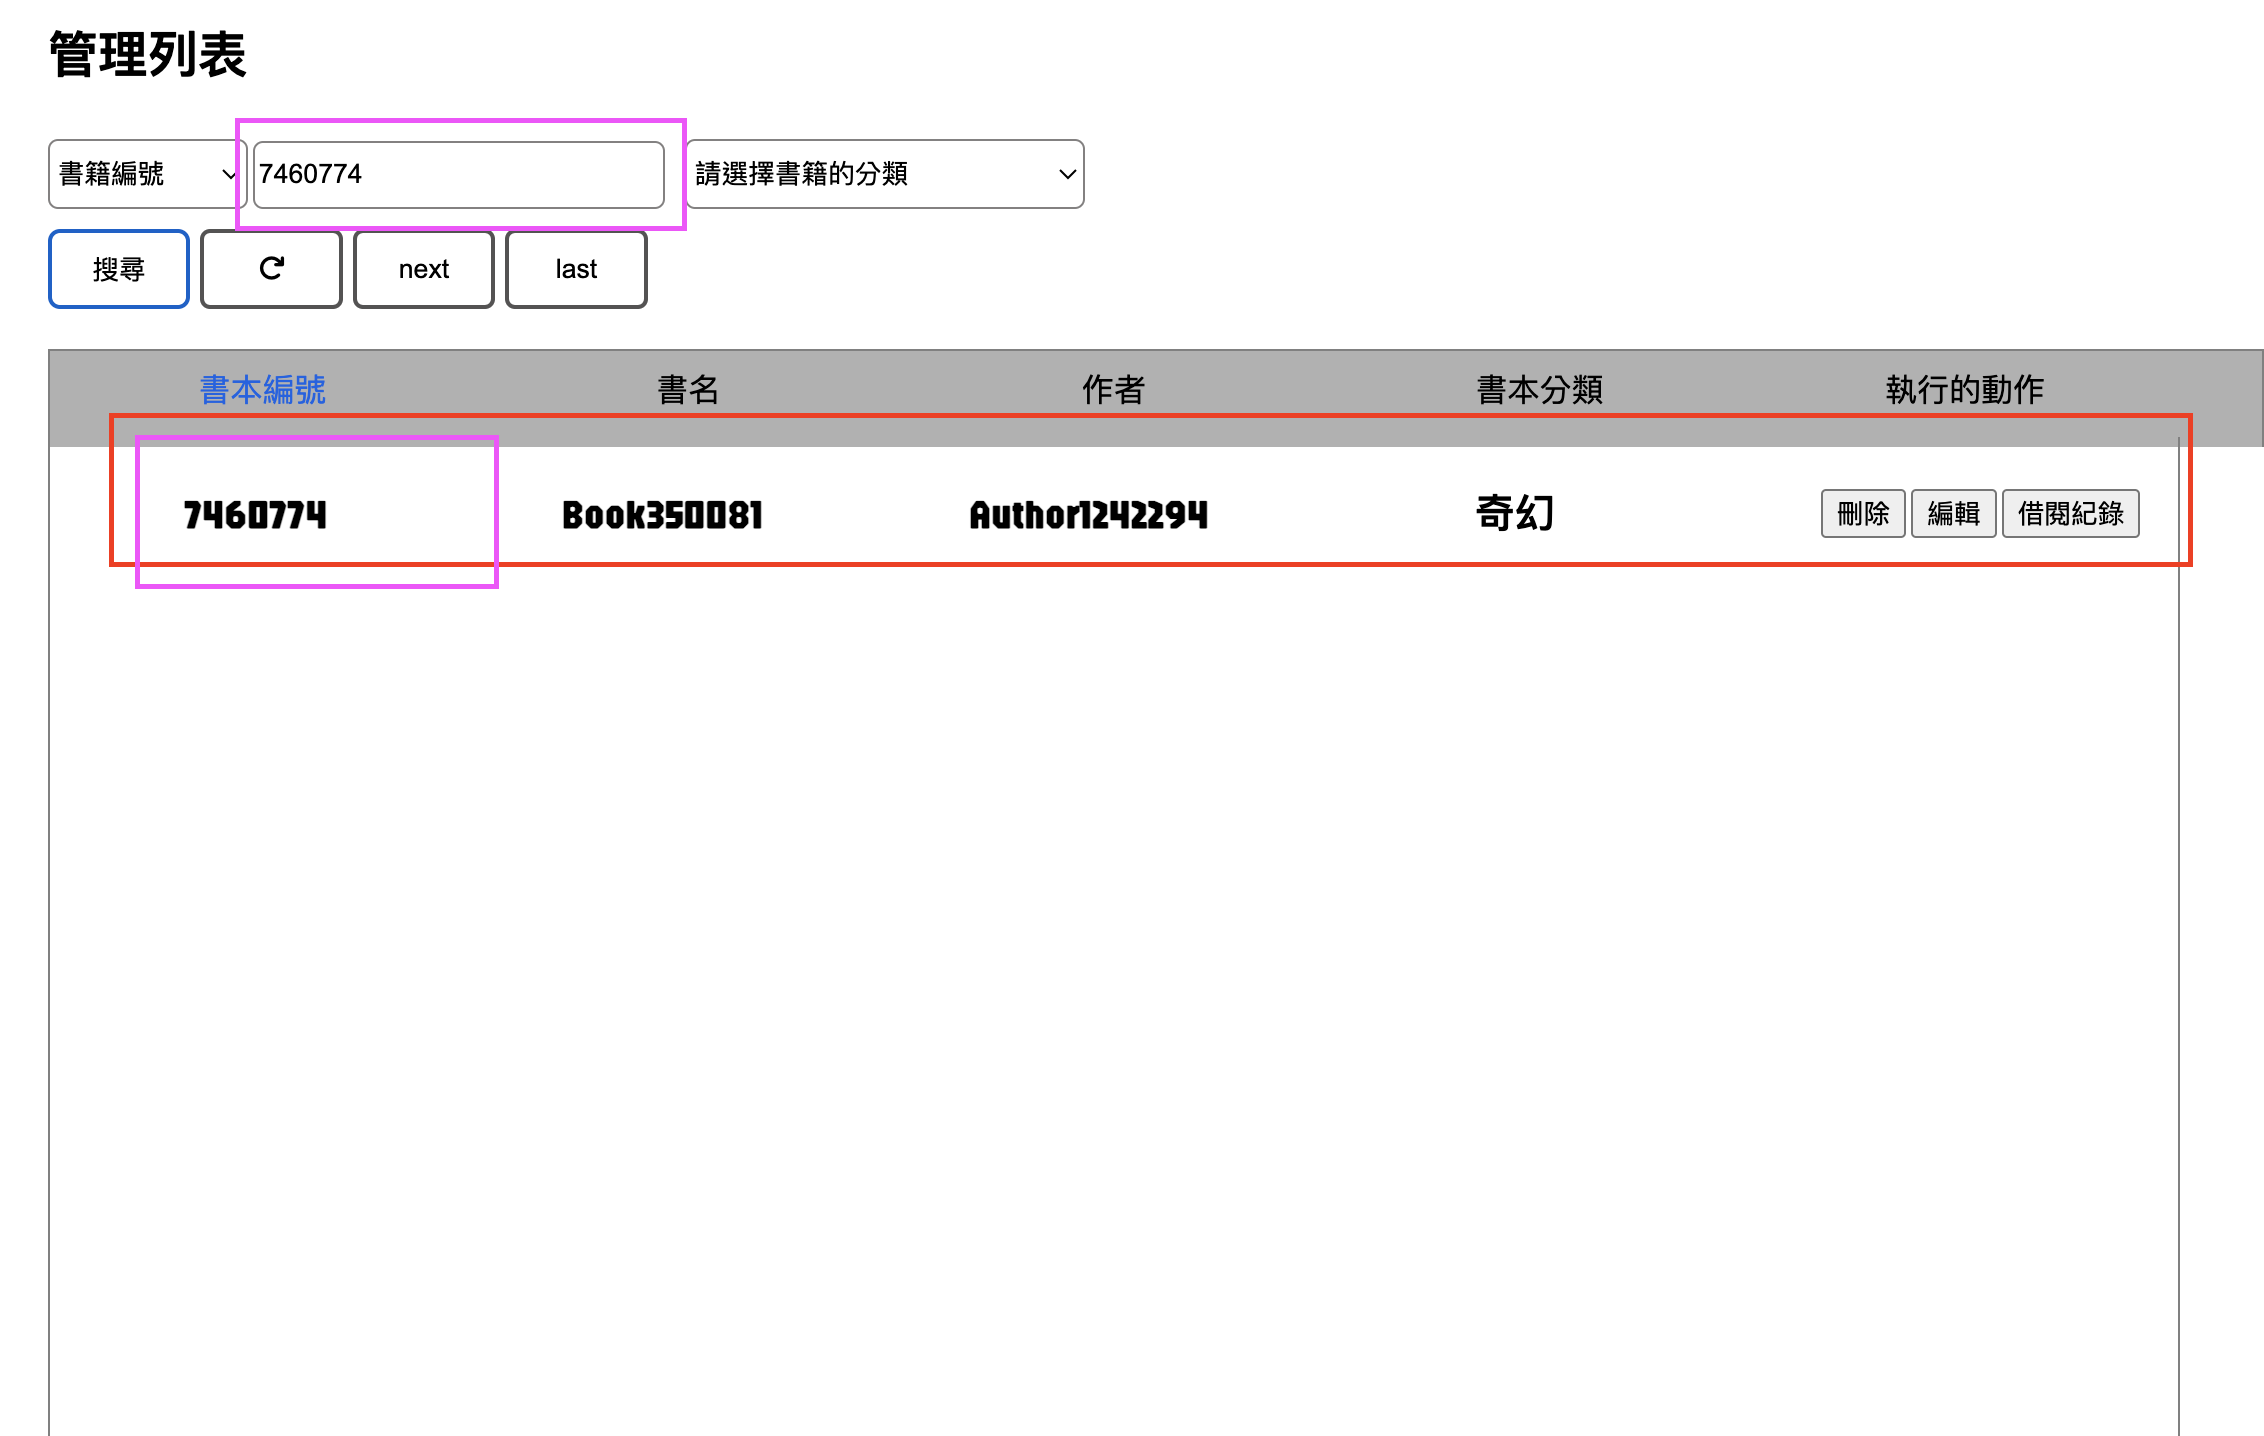 管理列表
書籍編號 7460774 請選擇書籍的分類
搜尋 next last
書本編號 書名 作者 書本分類 執行的動作
7460774 Book350081 Author1242294 奇幻 刪除 編輯 借閱紀錄